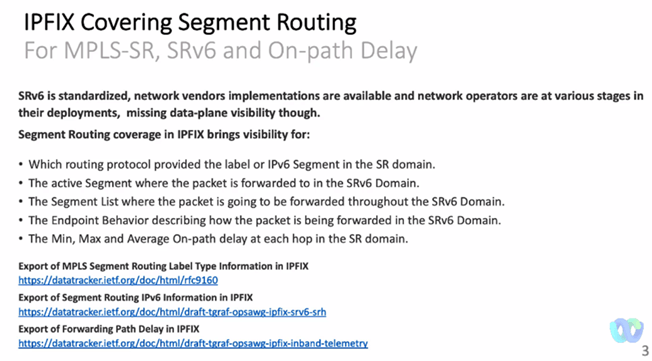 IPFIX Covering Segment Routing
For MPLS-SR, SRv6 and On-path Delay
SRv6 is standardized, network vendors implementations are available and network operators are at various stages in
their deployments, missing data-plane visibility though.
Segment Routing coverage in IPFIX brings visibility for:
• Which routing protocol provided the label or IPv6 Segment in the SR domain.
• The active Segment where the packet is forwarded to in the SRv6 Domain.
• The Segment List where the packet is going to be forwarded throughout the SRv6 Domain.
• The Endpoint Behavior describing how the packet is being forwarded in the SRv6 Domain.
• The Min, Max and Average On-path delay at each hop in the SR domain.
Export of MPLS Segment Routing Label Type Information in IPFIX
https://datatracker.ietf.org/doc/html/rfc9160
Export of Segment Routing IPv6 Information in IPFIX
https://datatracker.ietf.org/doc/html/draft-tgraf-opsawg-ipfix-srv6-srh
Export of Forwarding Path Delay in IPFIX
https://datatracker.ietf.org/doc/html/draft-tgraf-opsawg-ipfix-inband-telemetry
3